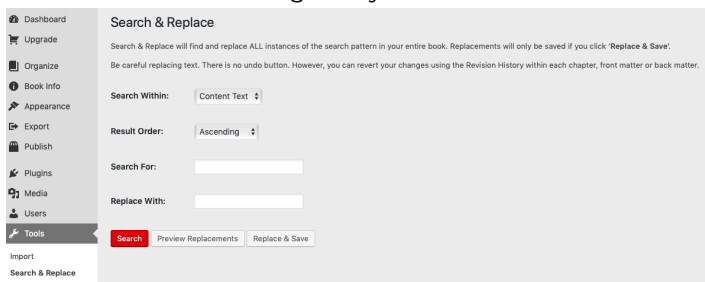 Dashboard
Upgrade
Organize
Book Info
Appearance
Export
Publish
Plugins
Media
Users
Tools
Import
Search & Replace
Search & Replace
Search & Replace will find and replace ALL instances of the search pattern in your entire book. Replacements will only be saved if you click 'Replace & Save'.
Be careful replacing text. There is no undo button. However, you can revert your changes using the Revision History within each chapter, front matter or back matter.
Search Within: Content Text
Result Order: Ascending
Search For:
Replace With:
Search Preview Replacements Replace & Save